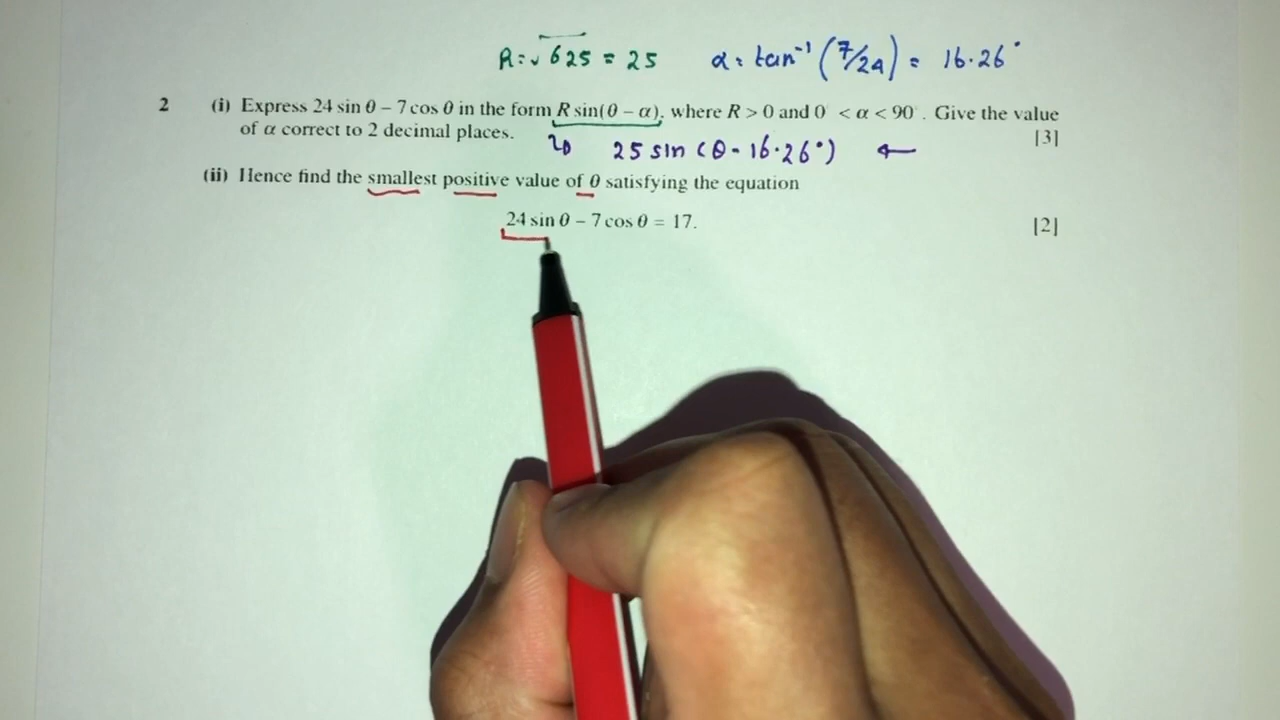 R = √625 = 25 α = tan⁻¹ (7/24) = 16.26°
2 (i) Express 24 sin θ – 7 cos θ in the form R sin(θ – α), where R > 0 and 0° < α < 90°. Give the value
of α correct to 2 decimal places. [3]
25 sin (θ - 16.26°) ←
(ii) Hence find the smallest positive value of θ satisfying the equation
24 sin θ – 7 cos θ = 17. [2]